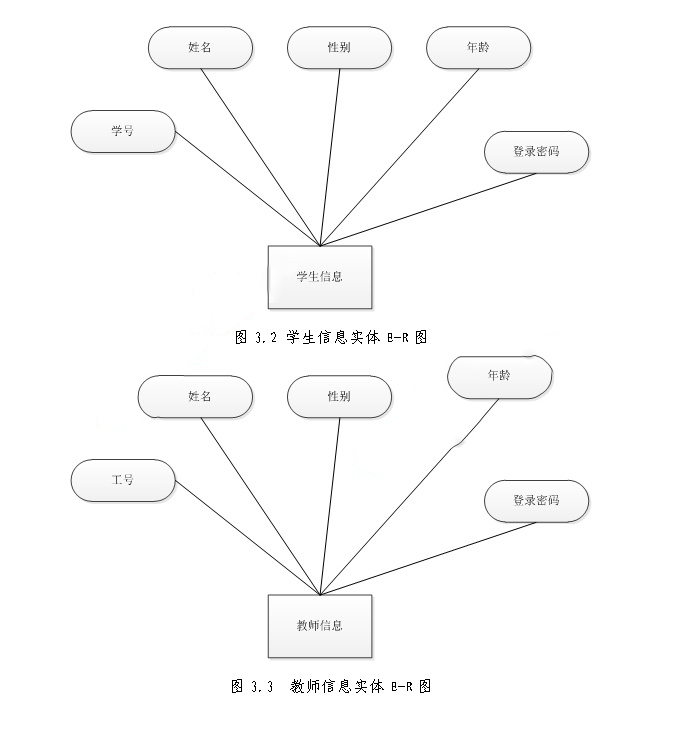 姓名 性别 年龄
学号
登录密码
学生信息
图 3.2 学生信息实体 E-R 图
年龄
姓名 性别
工号
登录密码
教师信息
图 3.3 教师信息实体 E-R 图